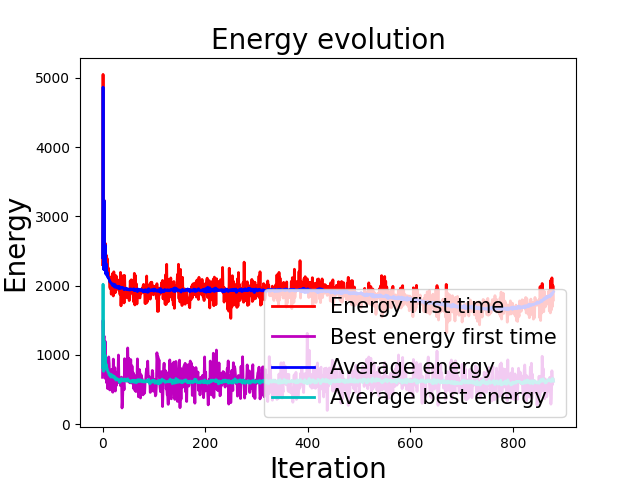 Energy evolution
5000
4000
3000
2000
1000
0
Energy
Energy first time
Best energy first time
Average energy
Average best energy
0 200 400 600 800
Iteration